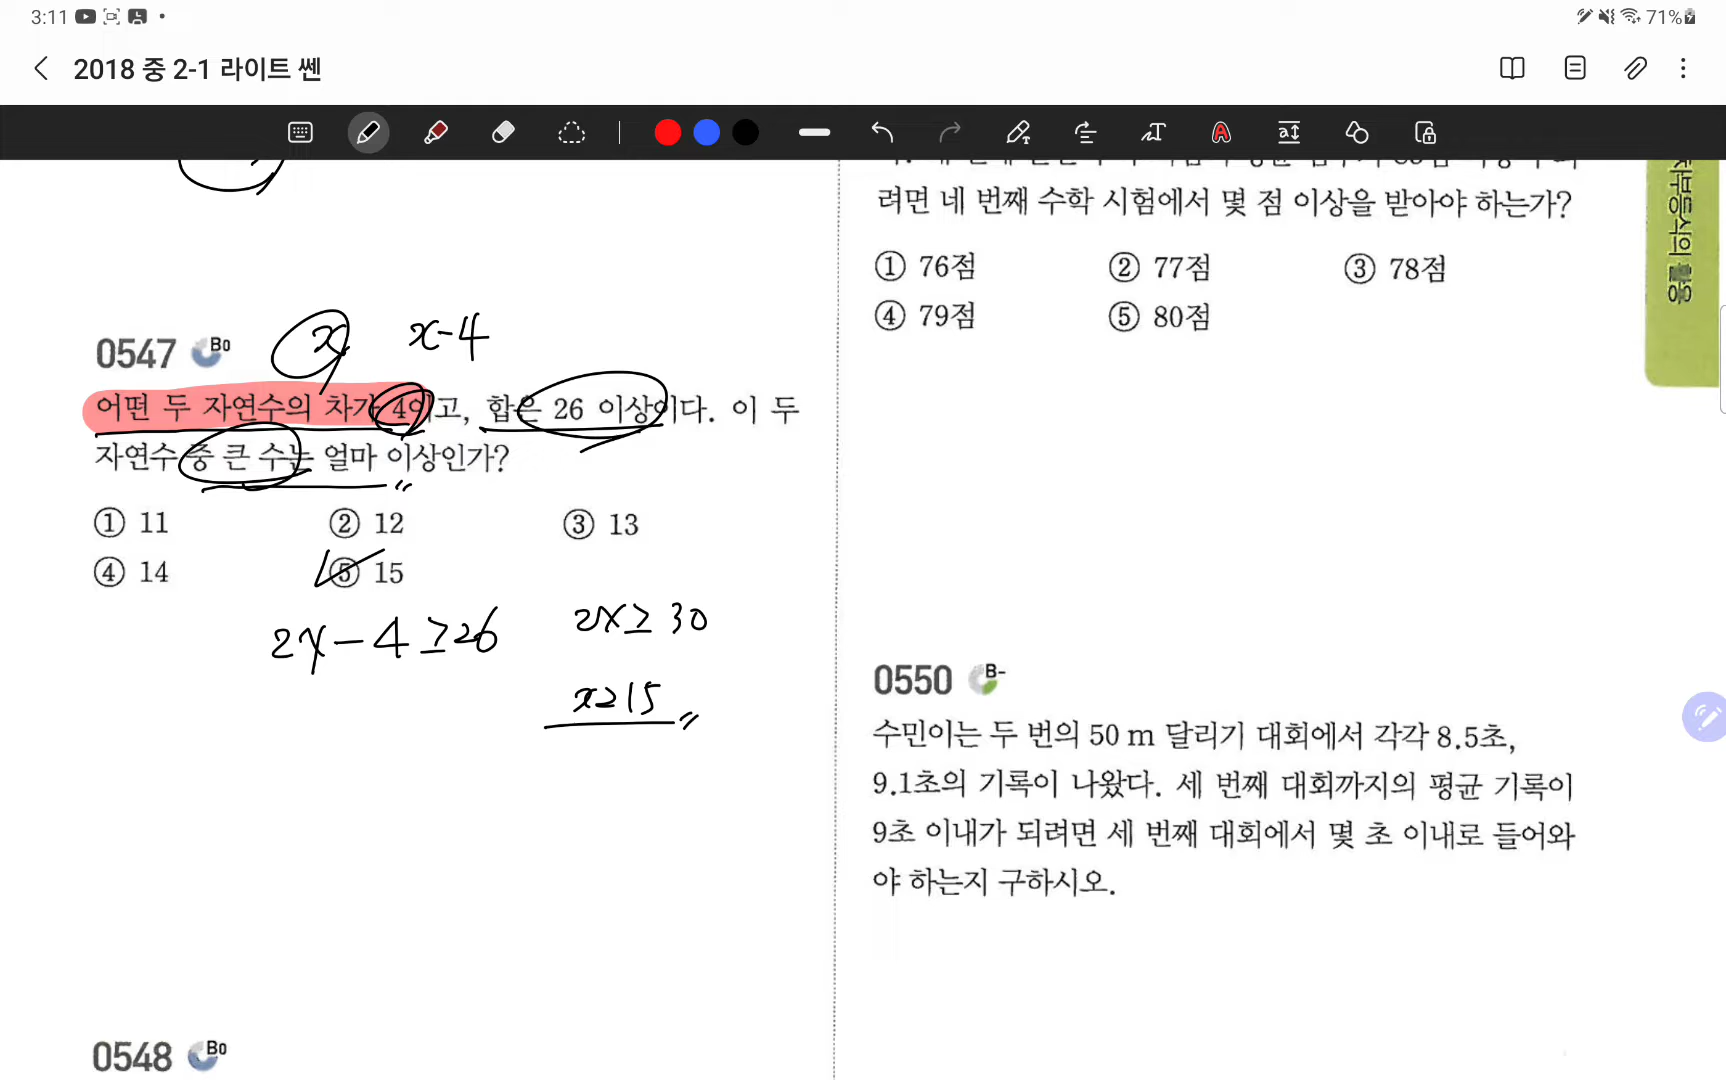 3:11
71%
2018 중 2-1 라이트 쎈
0547 B0
x x-4
어떤 두 자연수의 차가 4이고, 합은 26 이상이다. 이 두
자연수 중 큰 수는 얼마 이상인가?
① 11 ② 12 ③ 13
④ 14 ⑤ 15
2x-4≥26
2x≥30
x≥15
0548 B0
려면 네 번째 수학 시험에서 몇 점 이상을 받아야 하는가?
① 76점 ② 77점 ③ 78점
④ 79점 ⑤ 80점
0550 B-
수민이는 두 번의 50 m 달리기 대회에서 각각 8.5초,
9.1초의 기록이 나왔다. 세 번째 대회까지의 평균 기록이
9초 이내가 되려면 세 번째 대회에서 몇 초 이내로 들어와
야 하는지 구하시오.
부등식의 활용